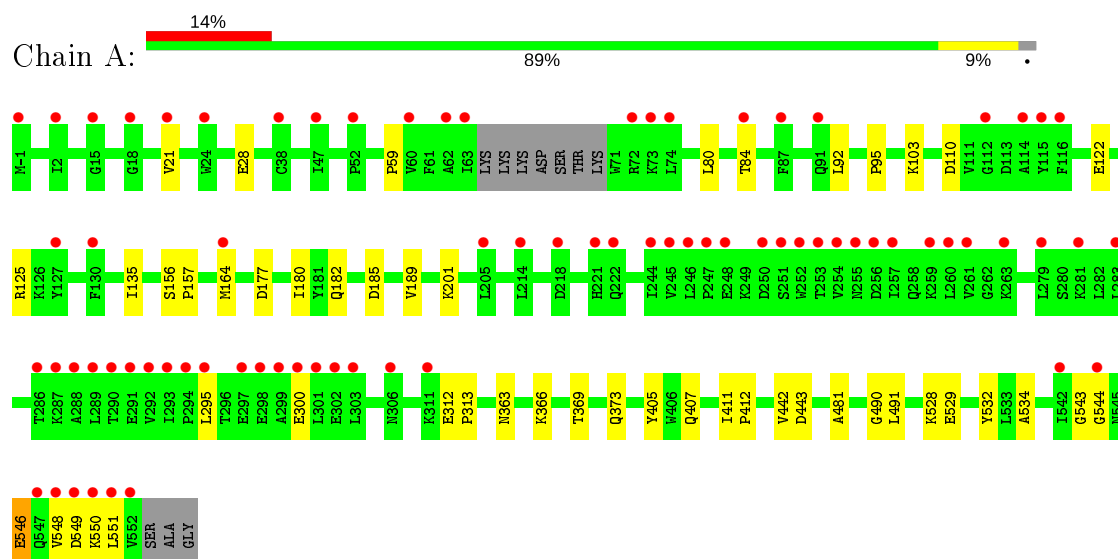 14%
Chain A:
89% 9% •
M-1 I2 G15 G18 V21 W24 E28 C38 I47 P52 P59 V60 F61 A62 I63 LYS LYS LYS ASP SER THR LYS W71 R72 K73 L74 L80 T84 F87 Q91 L92 P95 K103 D110 V111 G112 D113 A114 Y115 F116 E122
R125 K126 Y127 F130 I135 S156 P157 M164 D177 I180 Y181 Q182 D185 V189 K201 L205 L214 D218 H221 Q222 I244 V245 L246 P247 E248 K249 D250 S251 W252 T253 V254 N255 D256 I257 Q258 K259 L260 V261 G262 K263 L279 S280 K281 L282
T286 K287 A288 L289 T290 E291 V292 I293 P294 L295 T296 E297 E298 A299 E300 L301 E302 L303 N306 K311 E312 P313 N363 K366 T369 Q373 Y405 W406 Q407 I411 P412 V442 D443 A481 G490 L491 K528 E529 Y532 L533 A534 I542 G543 G544
E546 Q547 V548 D549 K550 L551 V552 SER ALA GLY